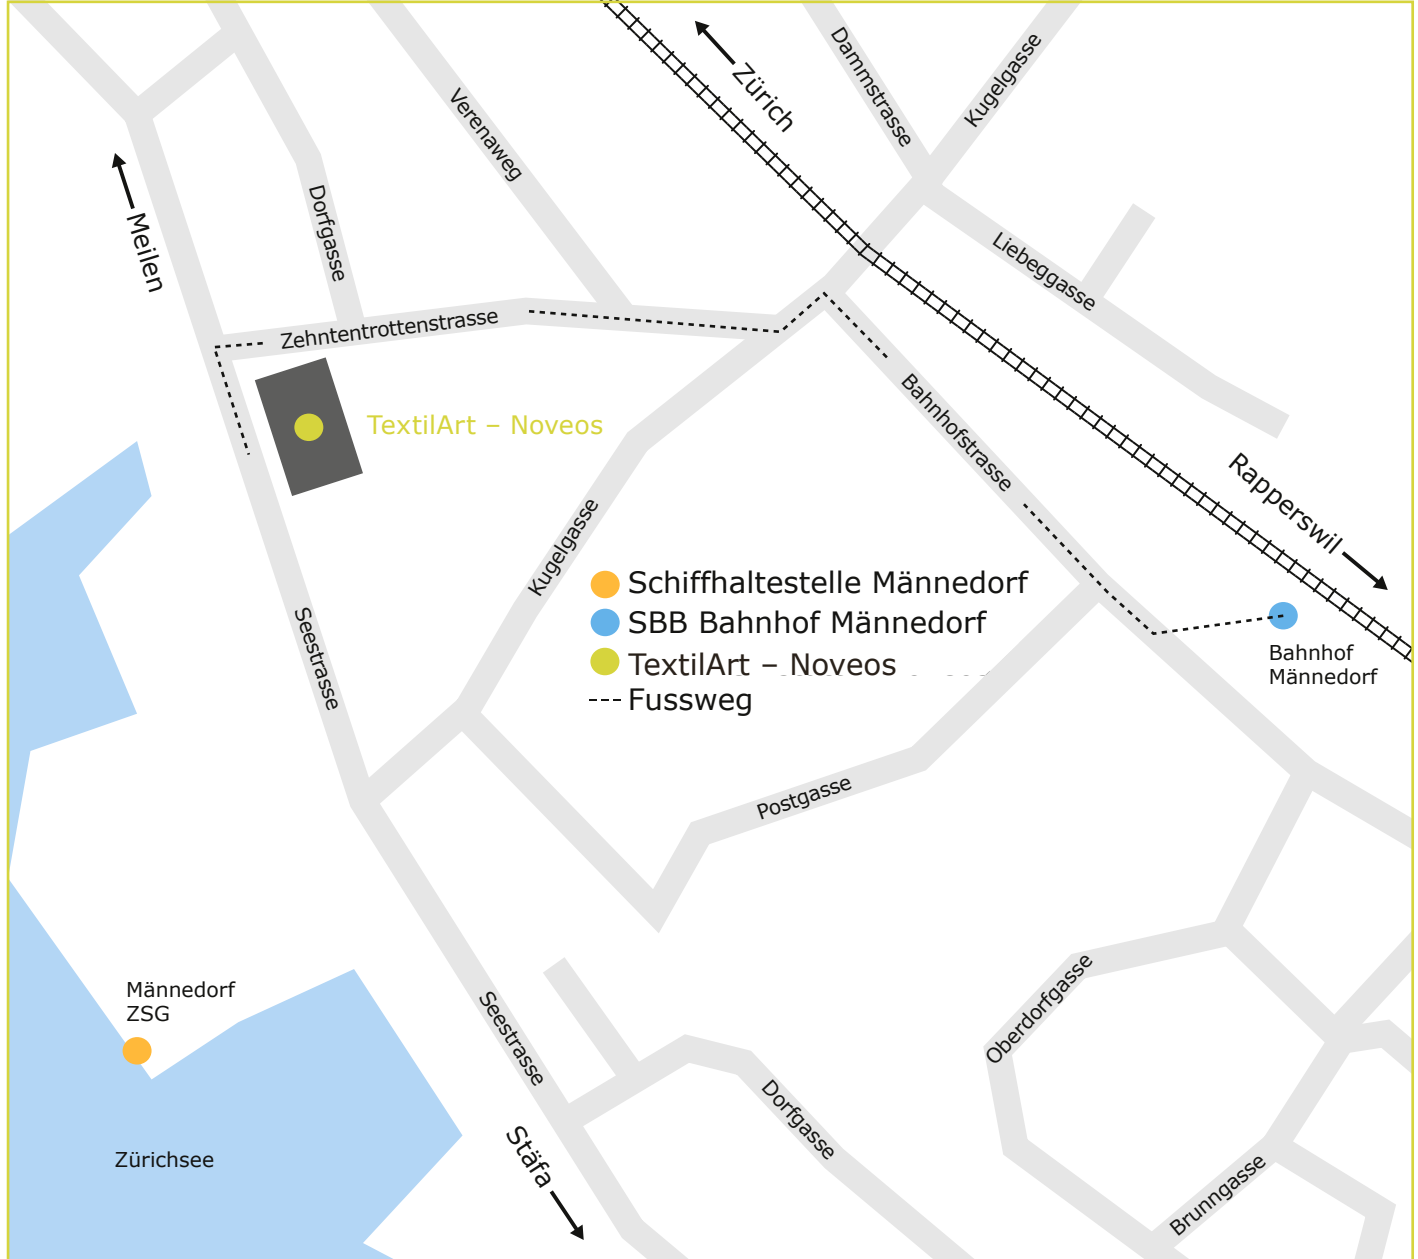 Zürich
Dammstrasse
Kugelgasse
Verenaweg
Dorfgasse
Meilen
Liebeggasse
Zehntentrottenstrasse
Bahnhofstrasse
TextilArt – Noveos
Rapperswil
Kugelgasse
Schiffhaltestelle Männedorf
SBB Bahnhof Männedorf
TextilArt – Noveos
Fussweg
Bahnhof
Männedorf
Seestrasse
Postgasse
Männedorf
ZSG
Oberdorfgasse
Seestrasse
Dorfgasse
Zürichsee
Stäfa
Brunngasse